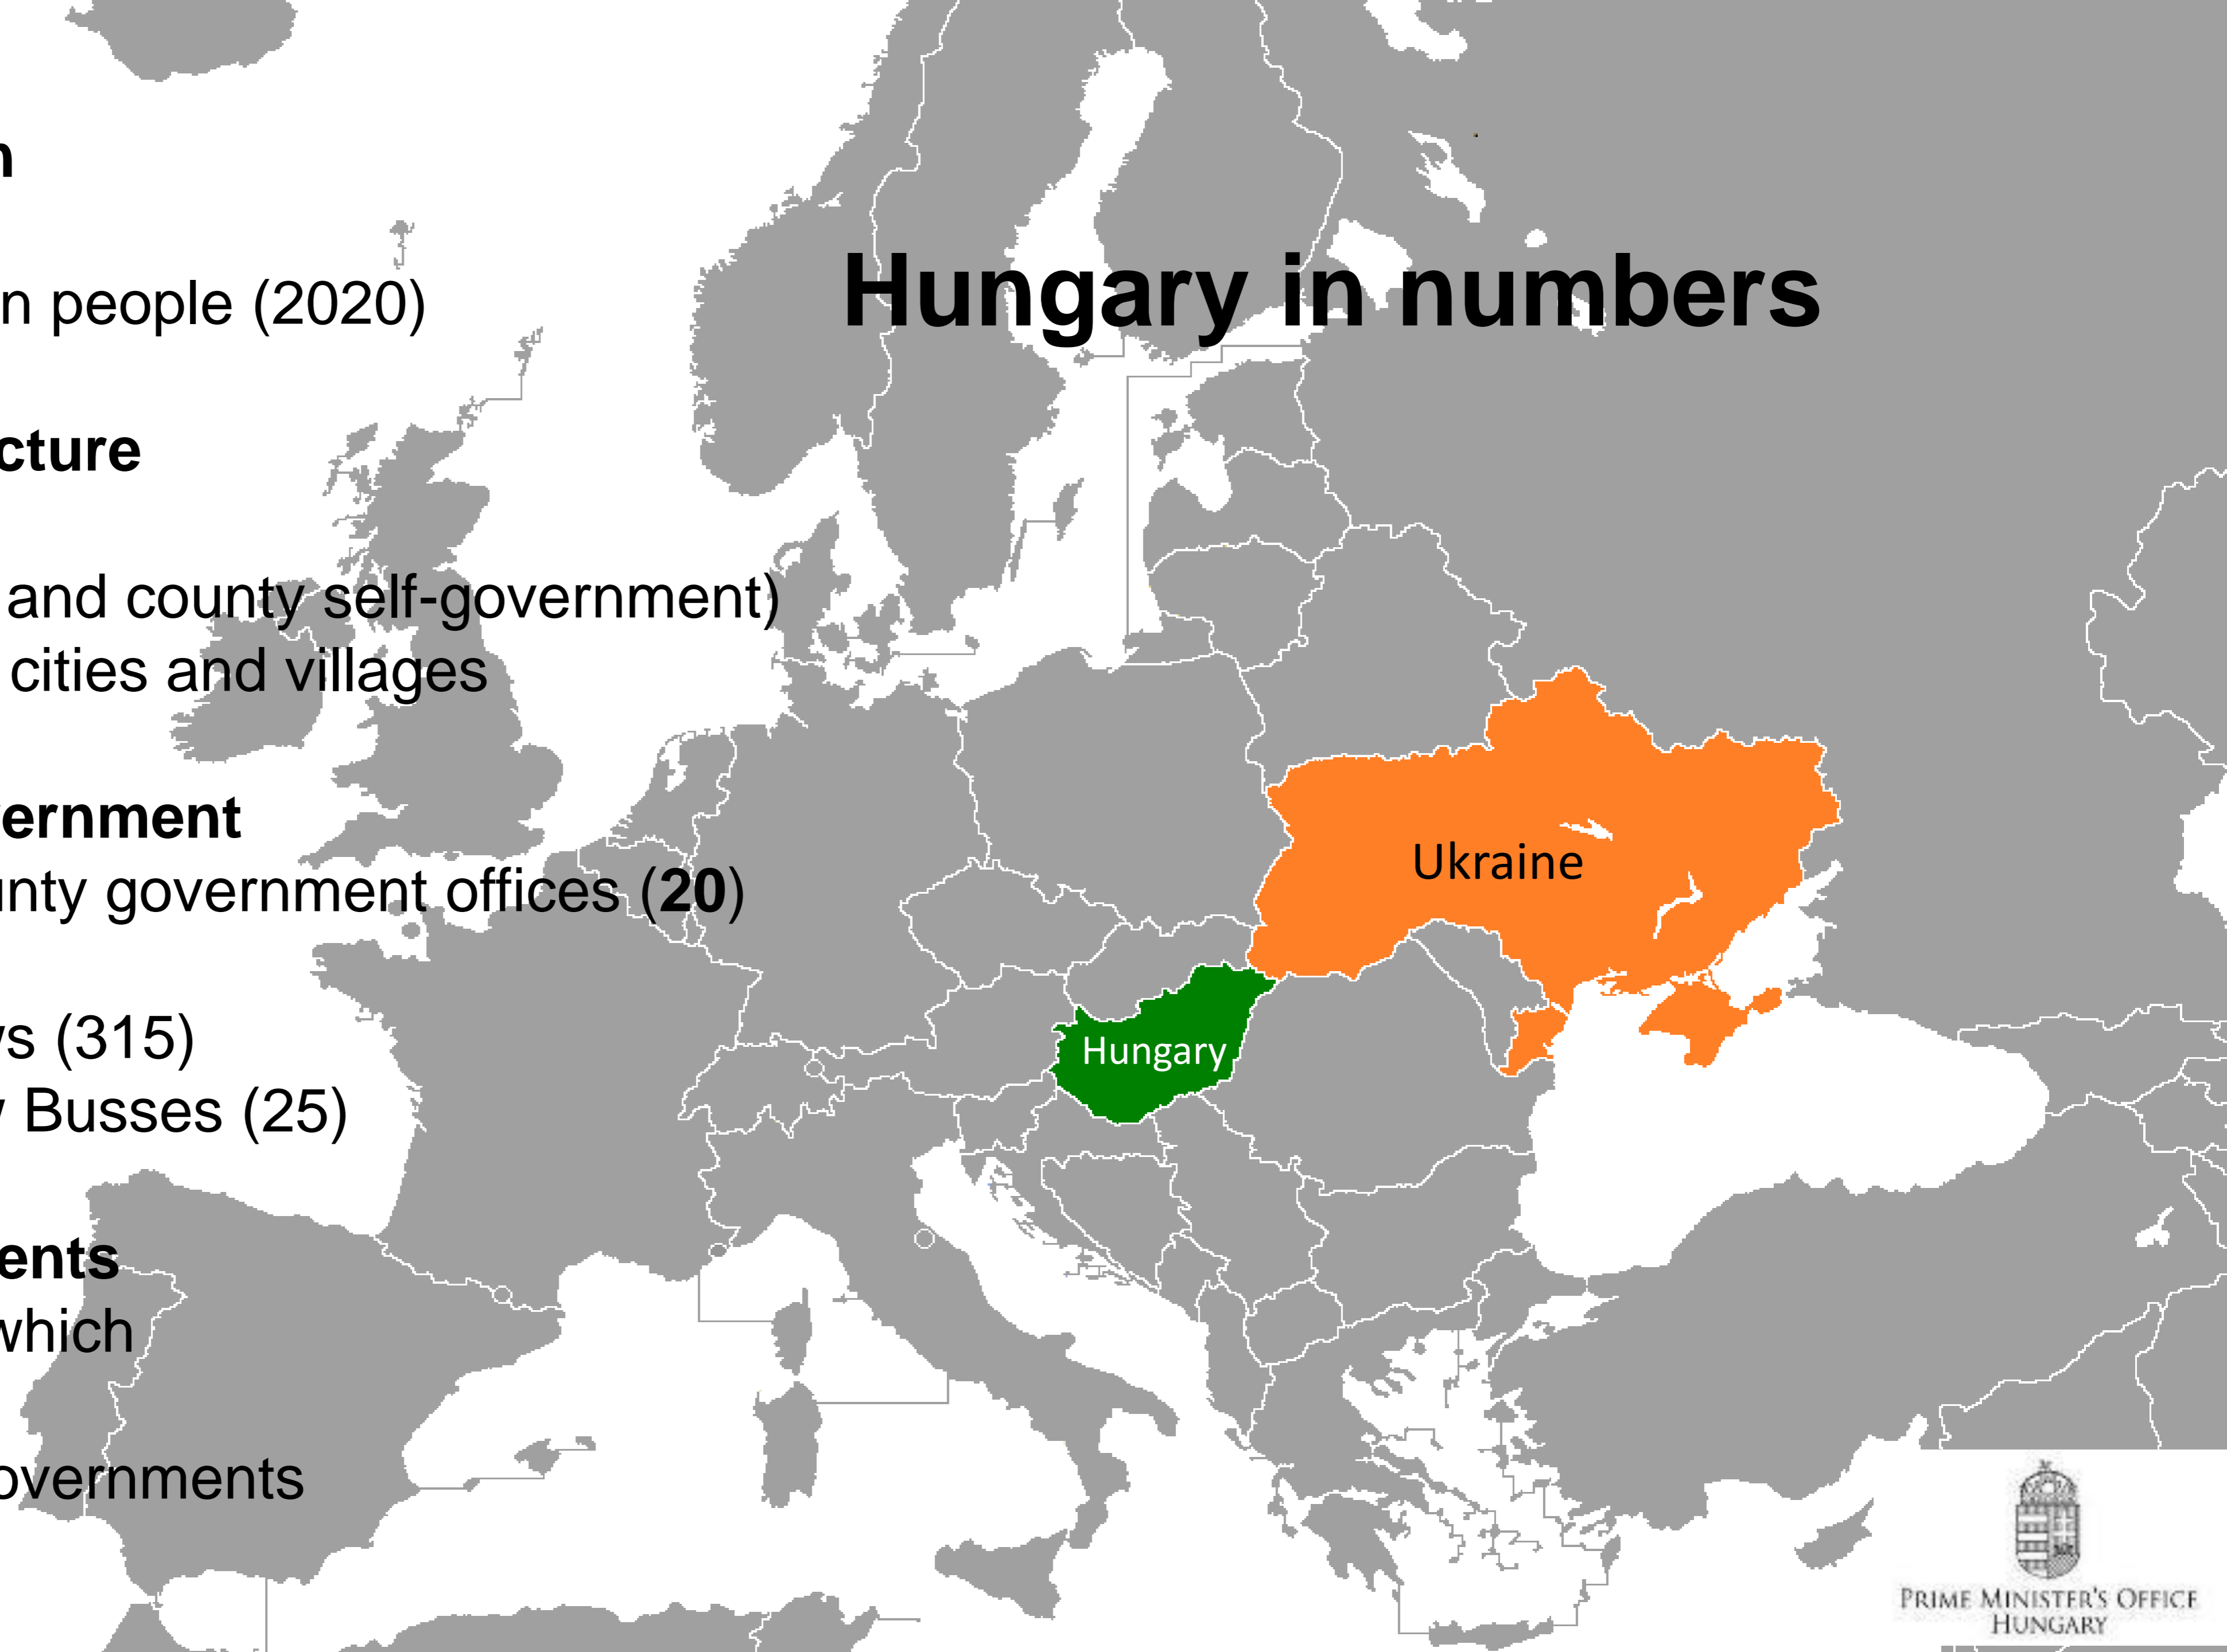 Hungary in numbers
n
n people (2020)
cture
and county self-government)
cities and villages
ernment
unty government offices (20)
ws (315)
w Busses (25)
ents
which
overnments
Ukraine
Hungary
PRIME MINISTER'S OFFICE
HUNGARY